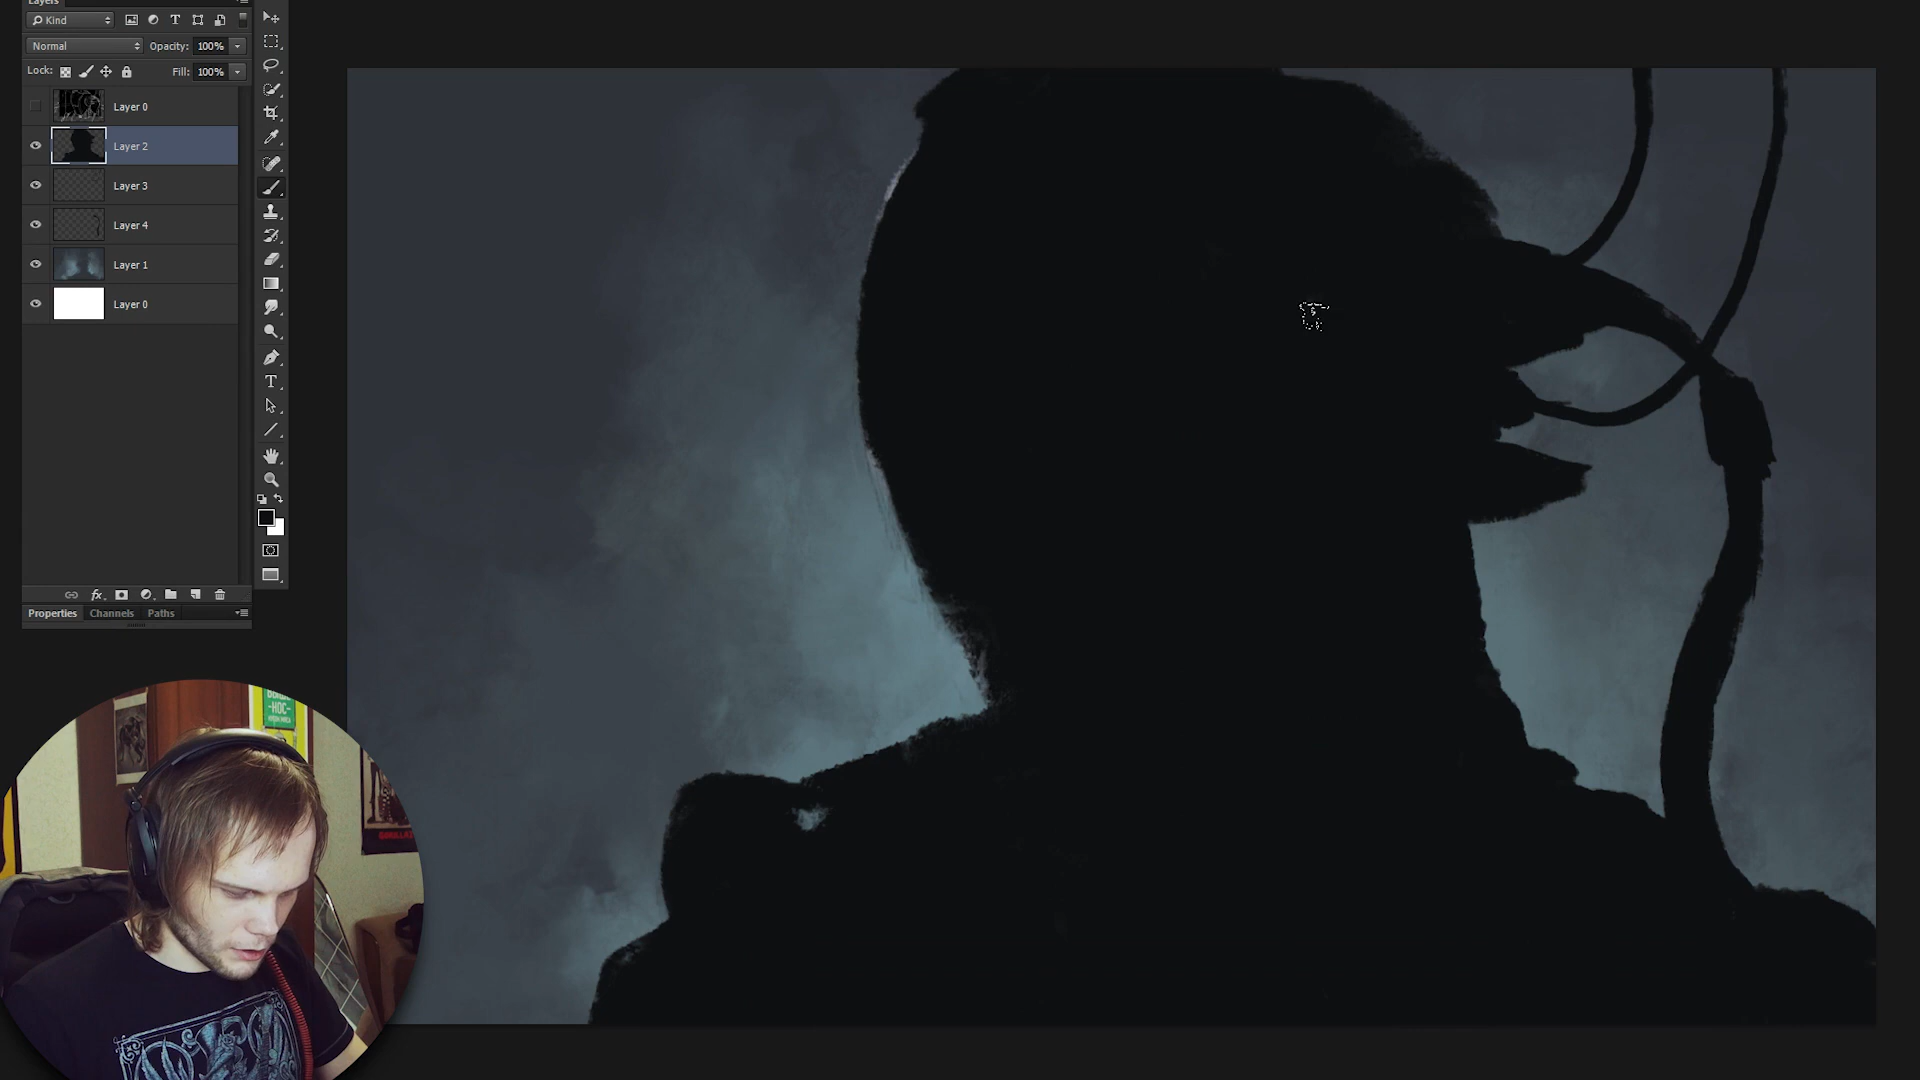 Layers
Kind
Normal
Opacity: 100%
Lock:
Fill: 100%
Layer 0
Layer 2
Layer 3
Layer 4
Layer 1
Layer 0
Properties Channels Paths
-НОС-